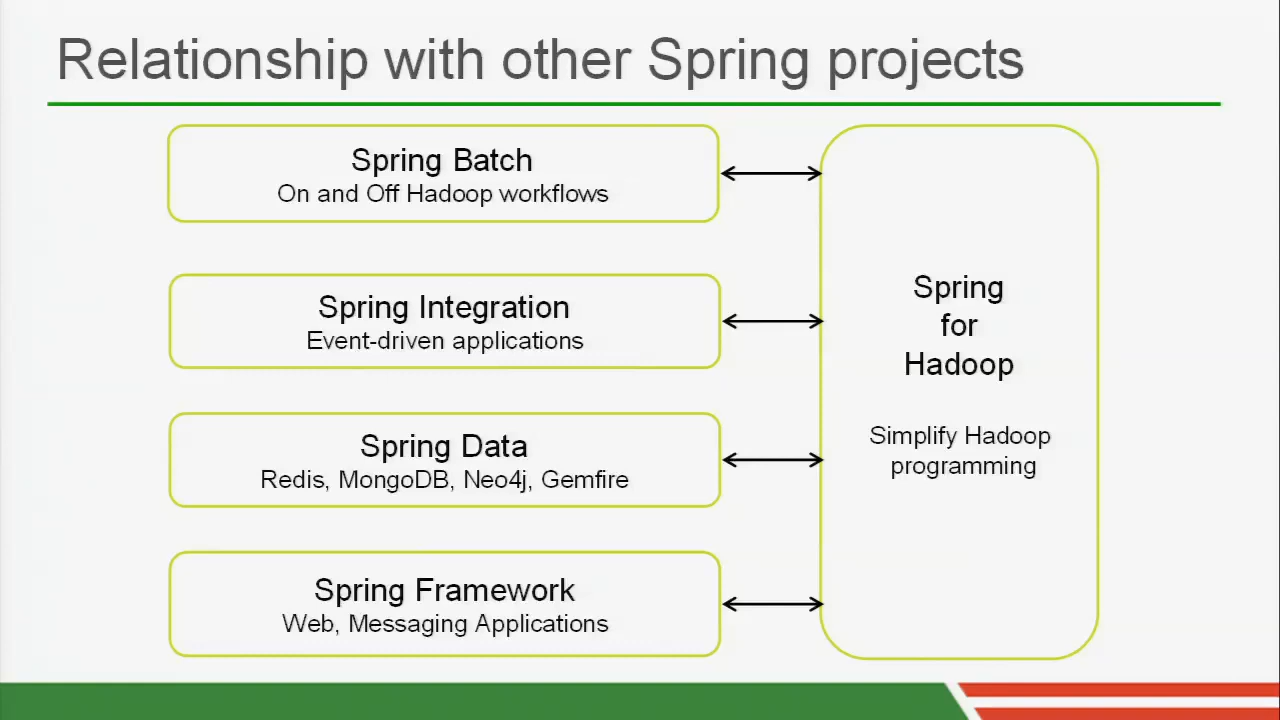 Relationship with other Spring projects
Spring Batch
On and Off Hadoop workflows
Spring Integration
Event-driven applications
Spring Data
Redis, MongoDB, Neo4j, Gemfire
Spring Framework
Web, Messaging Applications
Spring
for
Hadoop
Simplify Hadoop
programming